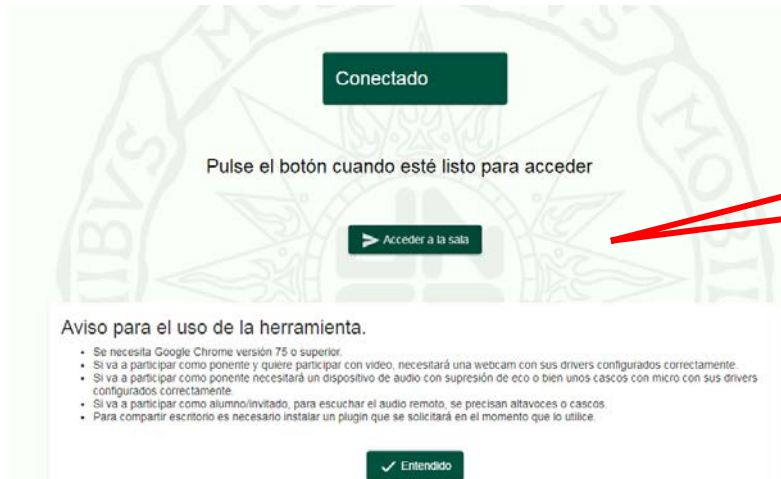 Conectado
Pulse el botón cuando esté listo para acceder
Acceder a la sala
Aviso para el uso de la herramienta.
• Se necesita Google Chrome versión 75 o superior.
• Si va a participar como ponente y quiere participar con video, necesitará una webcam con sus drivers configurados correctamente.
• Si va a participar como ponente necesitará un dispositivo de audio con supresión de eco o bien unos cascos con micro con sus drivers
configurados correctamente.
• Si va a participar como alumno/invitado, para escuchar el audio remoto, se precisan altavoces o cascos.
• Para compartir escritorio es necesario instalar un plugin que se solicitará en el momento que lo utilice.
Entendido